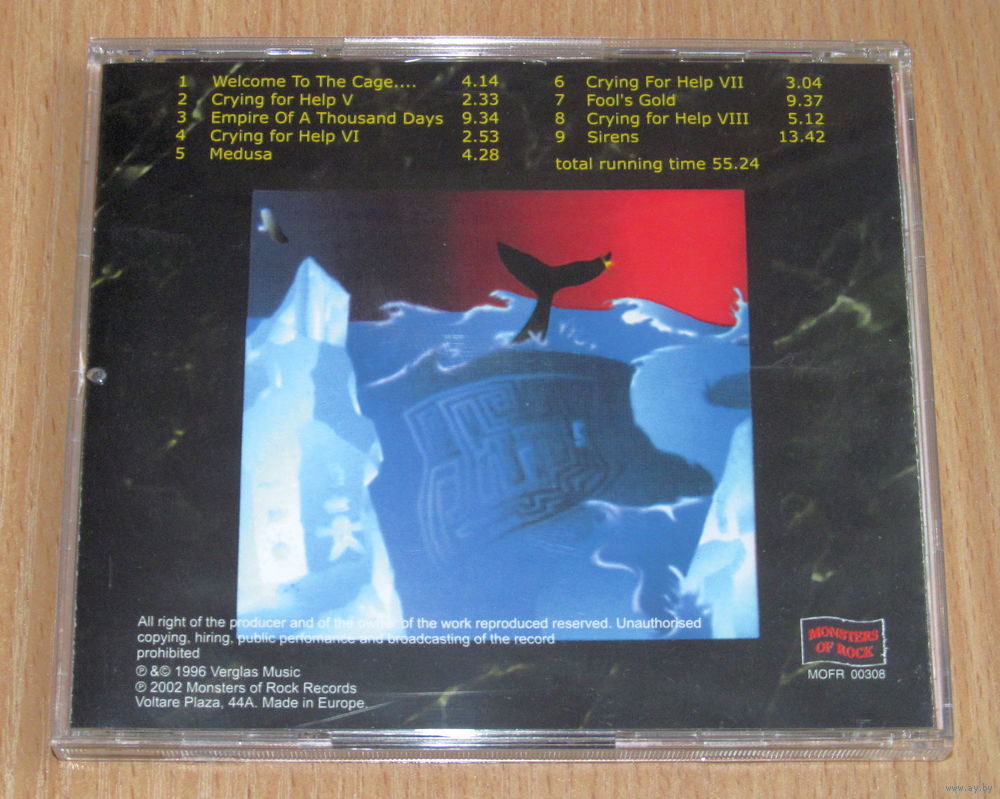 1 Welcome To The Cage.... 4.14
2 Crying for Help V 2.33
3 Empire Of A Thousand Days 9.34
4 Crying for Help VI 2.53
5 Medusa 4.28
6 Crying For Help VII 3.04
7 Fool's Gold 9.37
8 Crying for Help VIII 5.12
9 Sirens 13.42
total running time 55.24
All right of the producer and of the owner of the work reproduced reserved. Unauthorised
copying, hiring, public perfomance and broadcasting of the record
prohibited
℗ &© 1996 Verglas Music
℗ 2002 Monsters of Rock Records
Voltare Plaza, 44A. Made in Europe.
MONSTERS
OF ROCK
MOFR 00308
www.ay.by